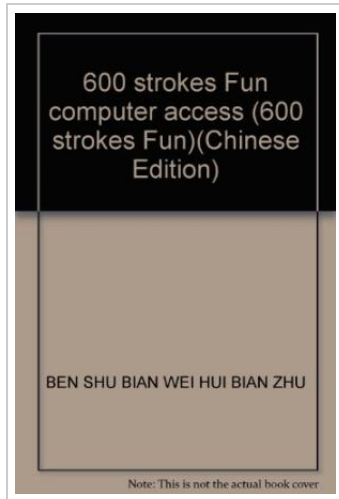 600 strokes Fun
computer access (600
strokes Fun)(Chinese
Edition)
BEN SHU BIAN WEI HUI BIAN ZHU
Note: This is not the actual book cover